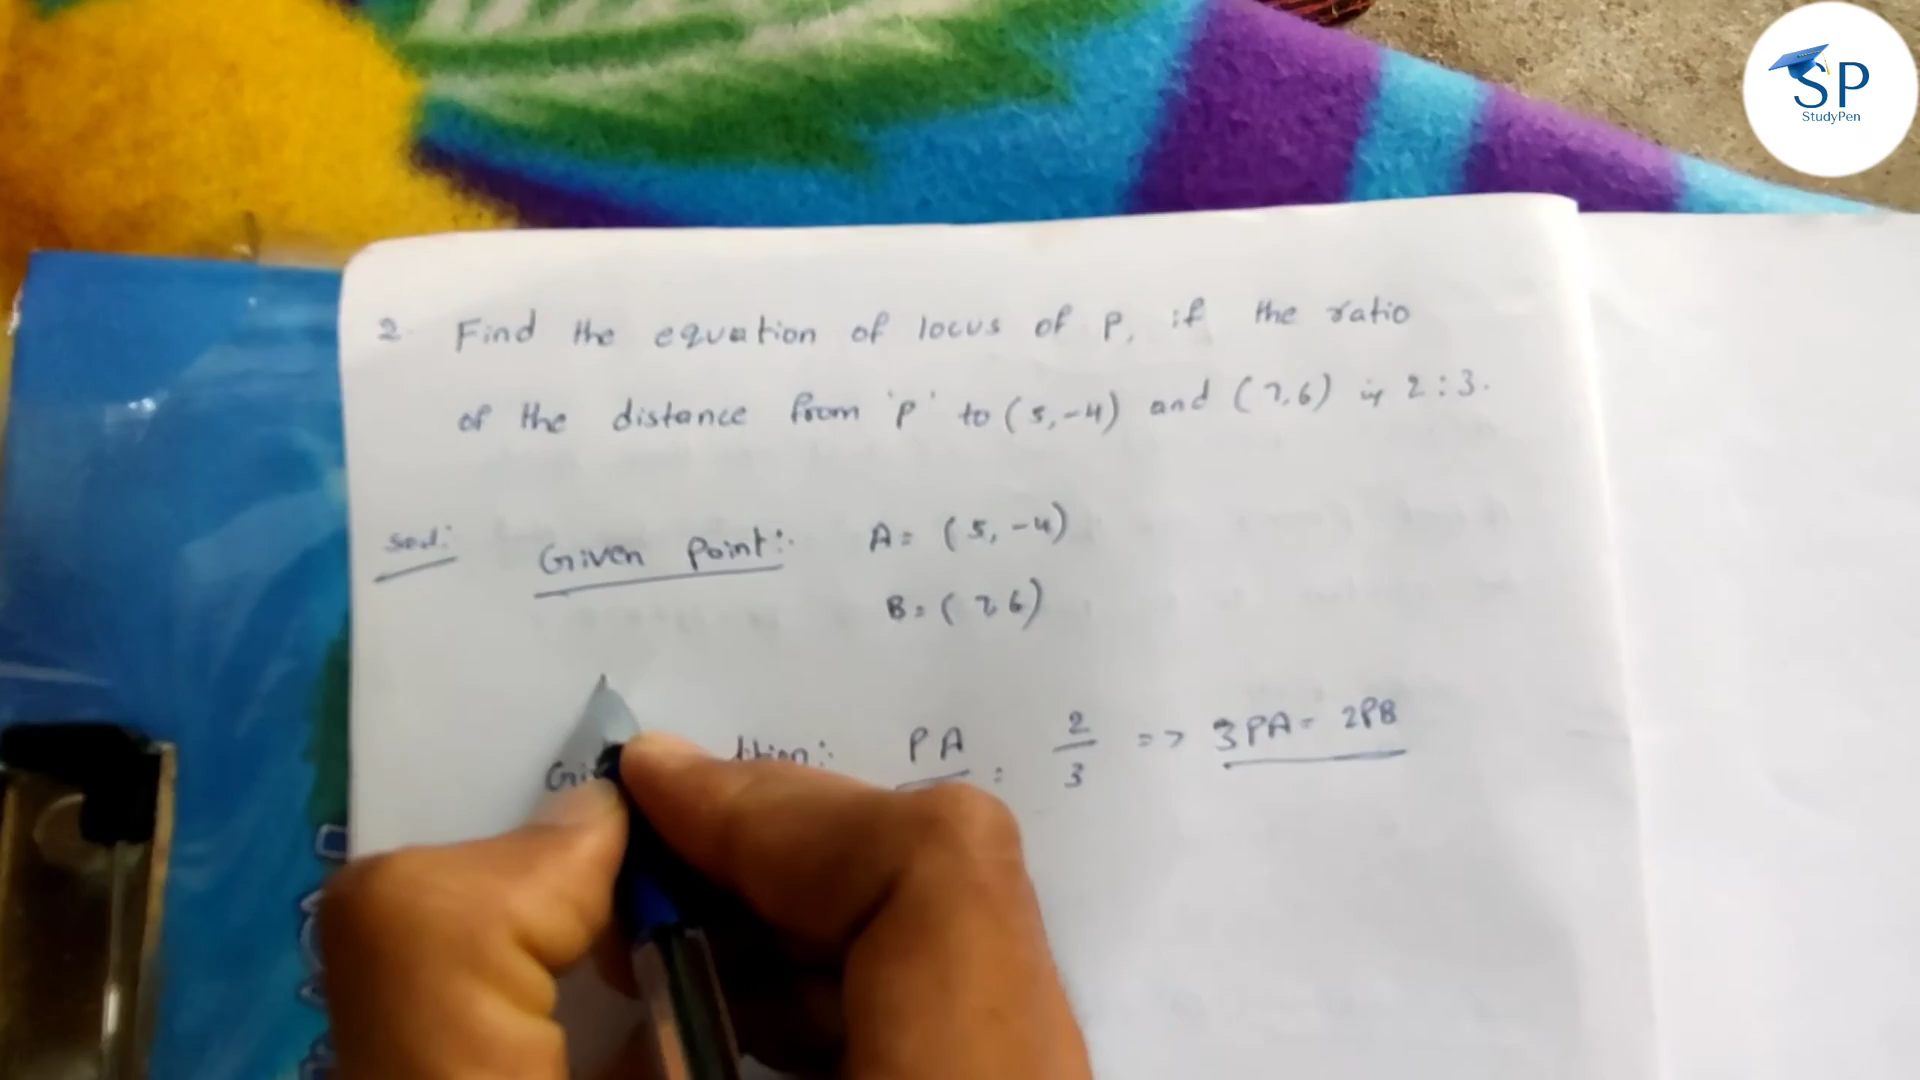 SP
StudyPen
2. Find the equation of locus of P, if the ratio
of the distance from 'P' to (5,-4) and (7,6) is 2:3.
Sol:
Given Point:- A = (5, -4)
B = (7, 6)
PA = 2/3 => 3PA = 2PB